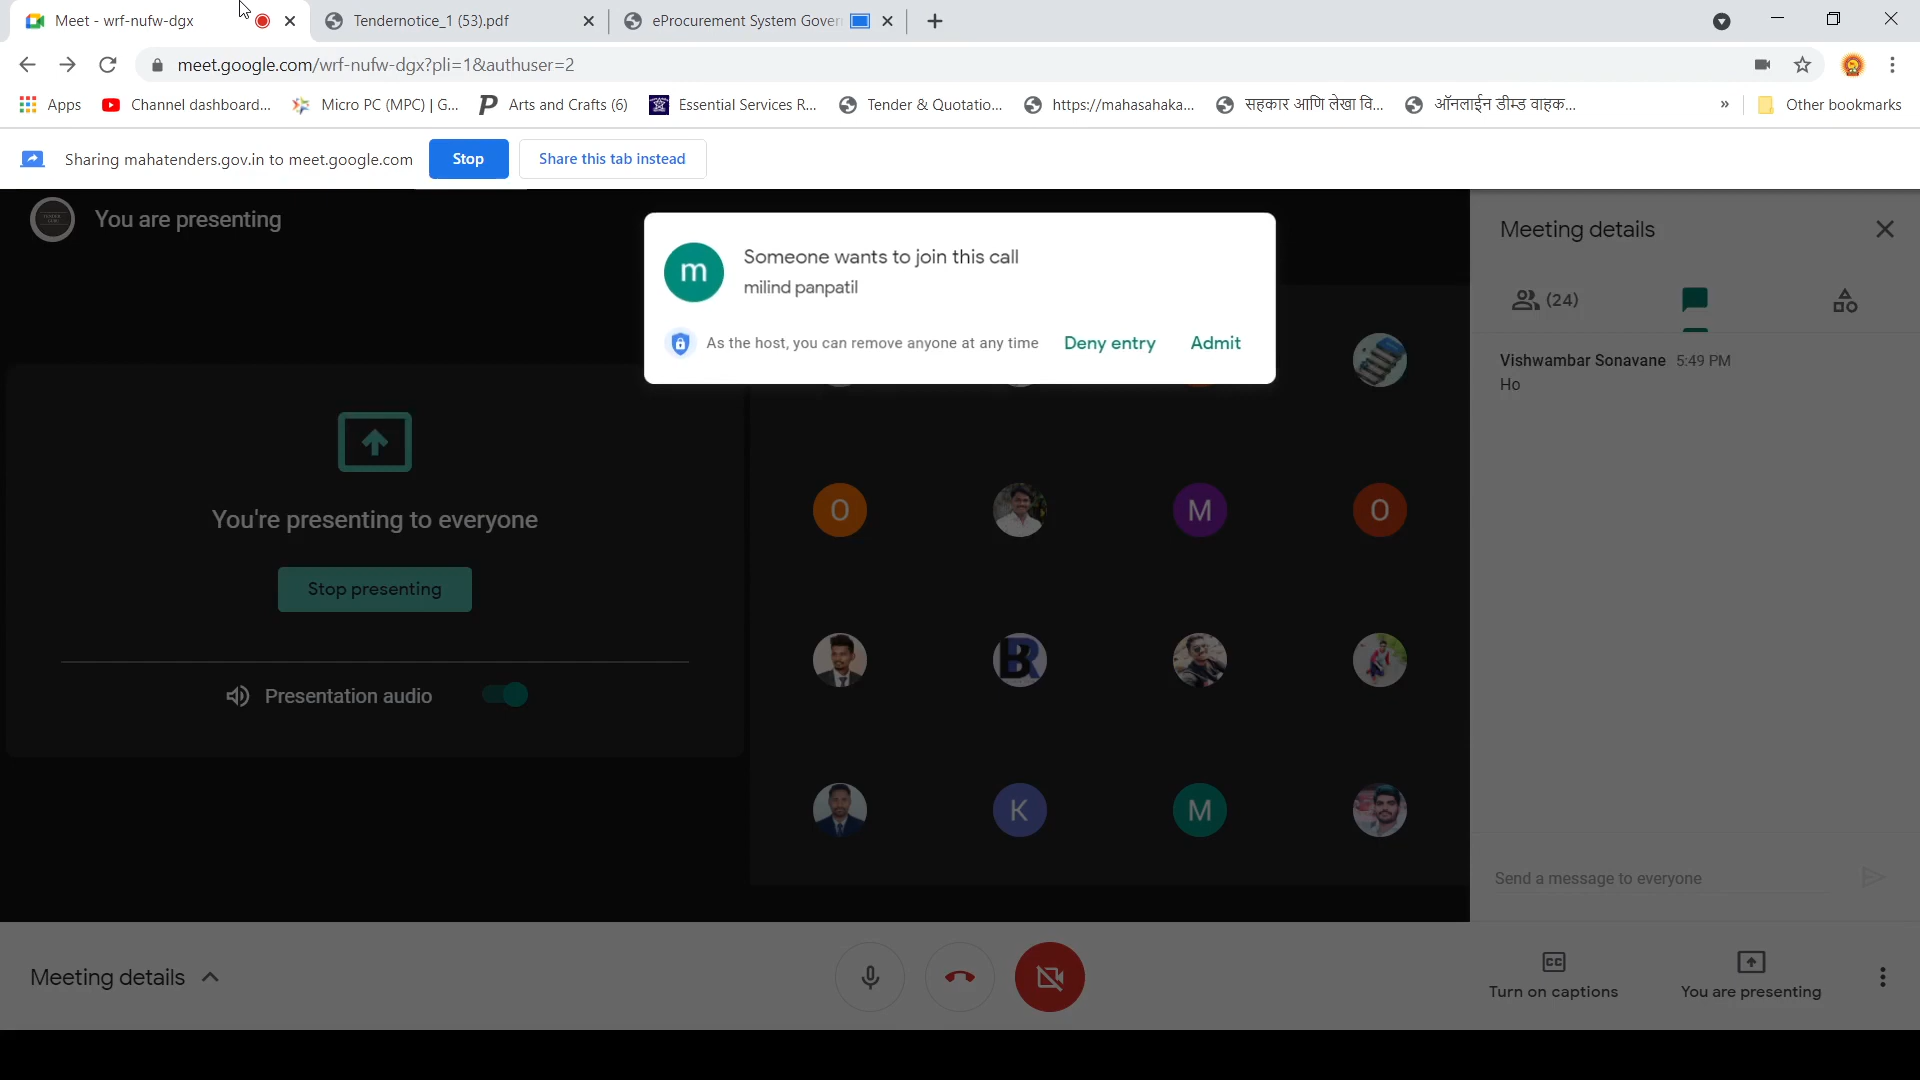 Meet - wrf-nufw-dgx
Tendernotice_1 (53).pdf
eProcurement System Gover
meet.google.com/wrf-nufw-dgx?pli=1&authuser=2
Apps
Channel dashboard...
Micro PC (MPC) | G...
Arts and Crafts (6)
Essential Services R...
Tender & Quotatio...
https://mahasahaka...
सहकार आणि लेखा वि...
ऑनलाईन डीम्ड वाहक...
»
Other bookmarks
Sharing mahatenders.gov.in to meet.google.com
Stop
Share this tab instead
You are presenting
m
Someone wants to join this call
milind panpatil
As the host, you can remove anyone at any time
Deny entry
Admit
Meeting details
(24)
Vishwambar Sonavane 5:49 PM
Ho
You're presenting to everyone
Stop presenting
Presentation audio
O
M
O
BR
K
M
Send a message to everyone
Meeting details
CC
Turn on captions
You are presenting